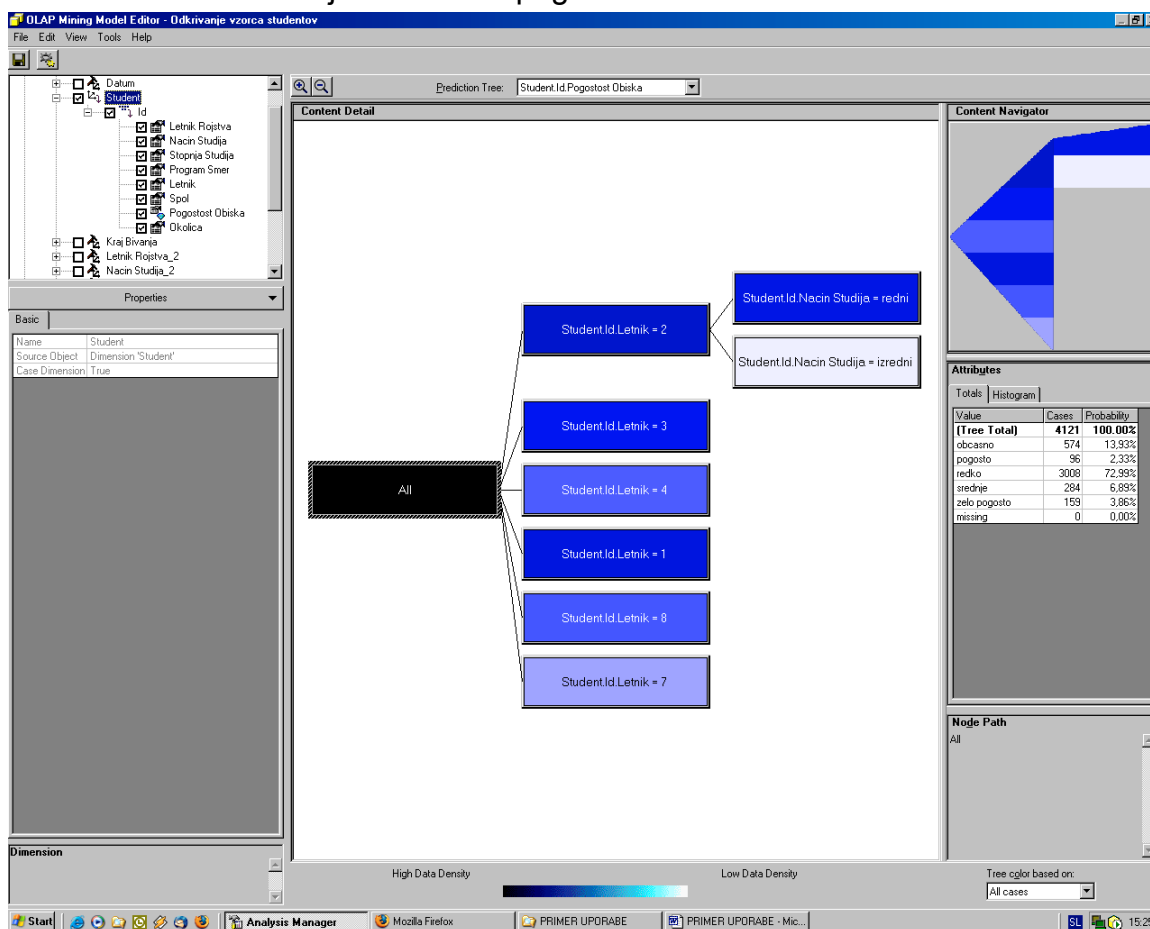 OLAP Mining Model Editor - Odkrivanje vzorca studentov
File Edit View Tools Help
Datum
Student
Id
Letnik Rojstva
Nacin Studija
Stopnja Studija
Program Smer
Letnik
Spol
Pogostost Obiska
Okolica
Kraj Bivanja
Letnik Rojstva_2
Nacin Studija_2
Properties
Basic
Name Student
Source Object Dimension 'Student'
Case Dimension True
Dimension
Prediction Tree: Student.Id.Pogostost Obiska
Content Detail
All
Student.Id.Letnik = 2
Student.Id.Nacin Studija = redni
Student.Id.Nacin Studija = izredni
Student.Id.Letnik = 3
Student.Id.Letnik = 4
Student.Id.Letnik = 1
Student.Id.Letnik = 8
Student.Id.Letnik = 7
High Data Density
Low Data Density
Content Navigator
Attributes
Totals Histogram
Value Cases Probability
(Tree Total) 4121 100.00%
obcasno 574 13,93%
pogosto 96 2,33%
redko 3008 72,99%
srednje 284 6,89%
zelo pogosto 159 3,86%
missing 0 0,00%
Node Path
All
Tree color based on:
All cases
Start
Analysis Manager
Mozilla Firefox
PRIMER UPORABE
PRIMER UPORABE - Mic...
SL